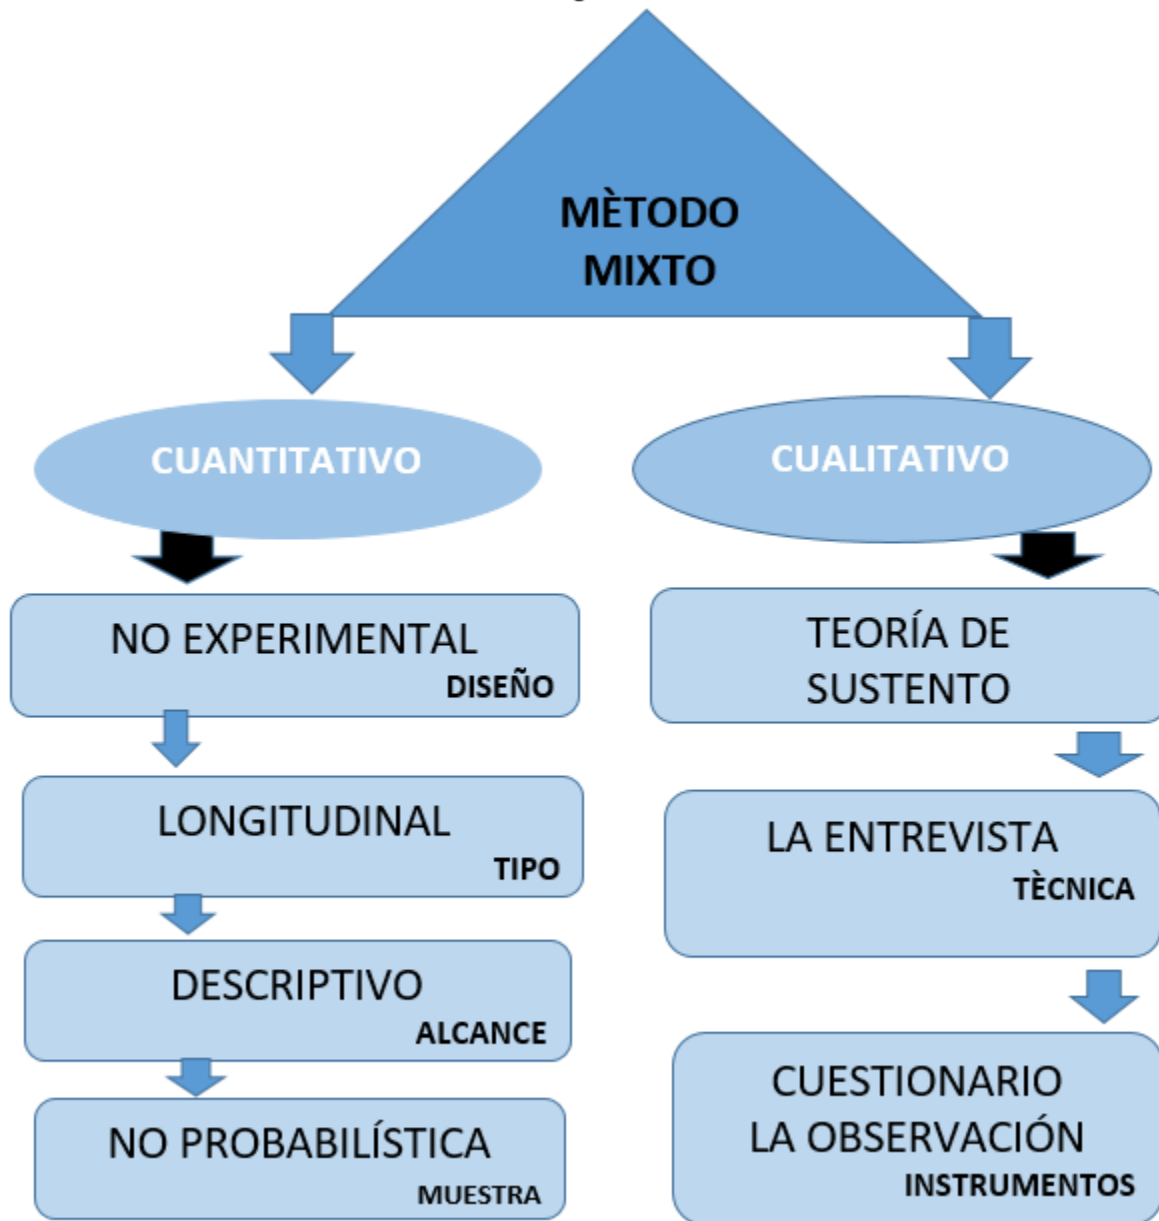 MÈTODO
MIXTO
CUANTITATIVO
CUALITATIVO
NO EXPERIMENTAL
DISEÑO
LONGITUDINAL
TIPO
DESCRIPTIVO
ALCANCE
NO PROBABILÍSTICA
MUESTRA
TEORÍA DE
SUSTENTO
LA ENTREVISTA
TÈCNICA
CUESTIONARIO
LA OBSERVACIÓN
INSTRUMENTOS